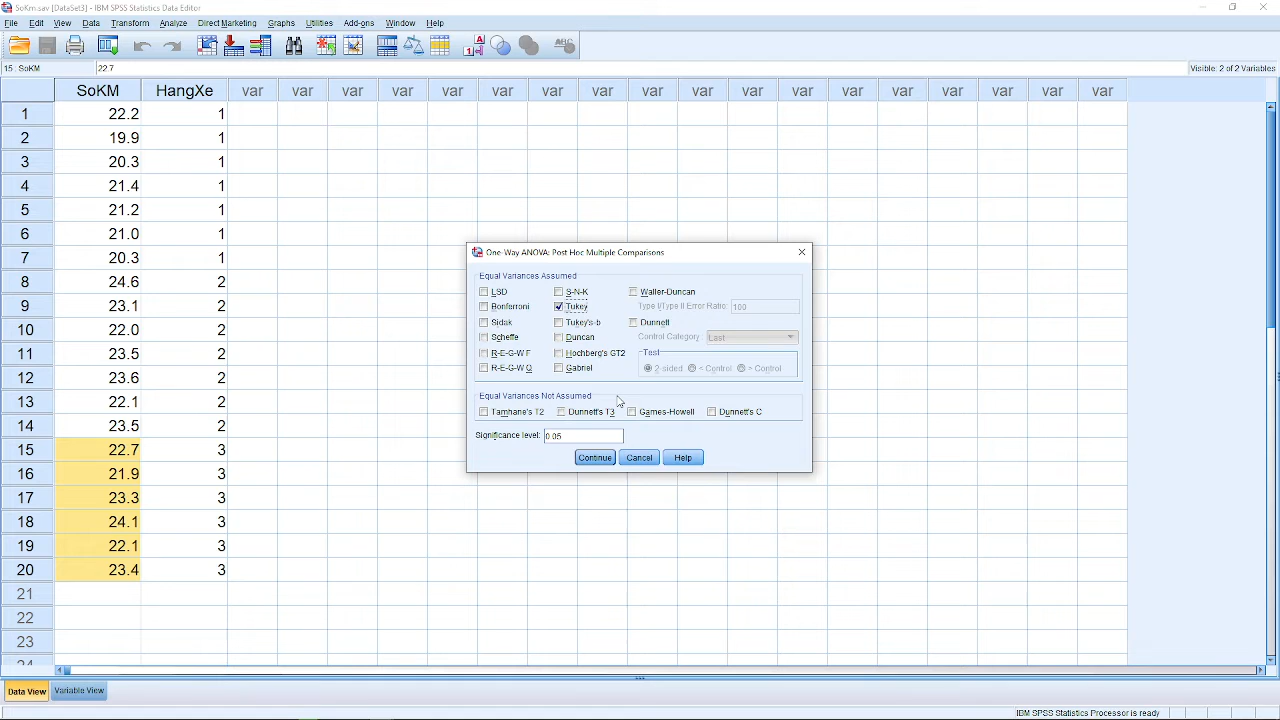 SoKm.sav [DataSet3] - IBM SPSS Statistics Data Editor
File Edit View Data Transform Analyze Direct Marketing Graphs Utilities Add-ons Window Help
15 : SoKM 22.7 Visible: 2 of 2 Variables
SoKM HangXe var var var var var var var var var var var var var var var var var var
1 22.2 1
2 19.9 1
3 20.3 1
4 21.4 1
5 21.2 1
6 21.0 1
7 20.3 1
8 24.6 2
9 23.1 2
10 22.0 2
11 23.5 2
12 23.6 2
13 22.1 2
14 23.5 2
15 22.7 3
16 21.9 3
17 23.3 3
18 24.1 3
19 22.1 3
20 23.4 3
21
22
23
24
One-Way ANOVA: Post Hoc Multiple Comparisons
Equal Variances Assumed
LSD S-N-K Waller-Duncan
Bonferroni Tukey Type I/Type II Error Ratio: 100
Sidak Tukey's-b Dunnett
Scheffe Duncan Control Category: Last
R-E-G-W F Hochberg's GT2 Test
R-E-G-W Q Gabriel 2-sided < Control > Control
Equal Variances Not Assumed
Tamhane's T2 Dunnett's T3 Games-Howell Dunnett's C
Significance level: 0.05
Continue Cancel Help
Data View Variable View
IBM SPSS Statistics Processor is ready